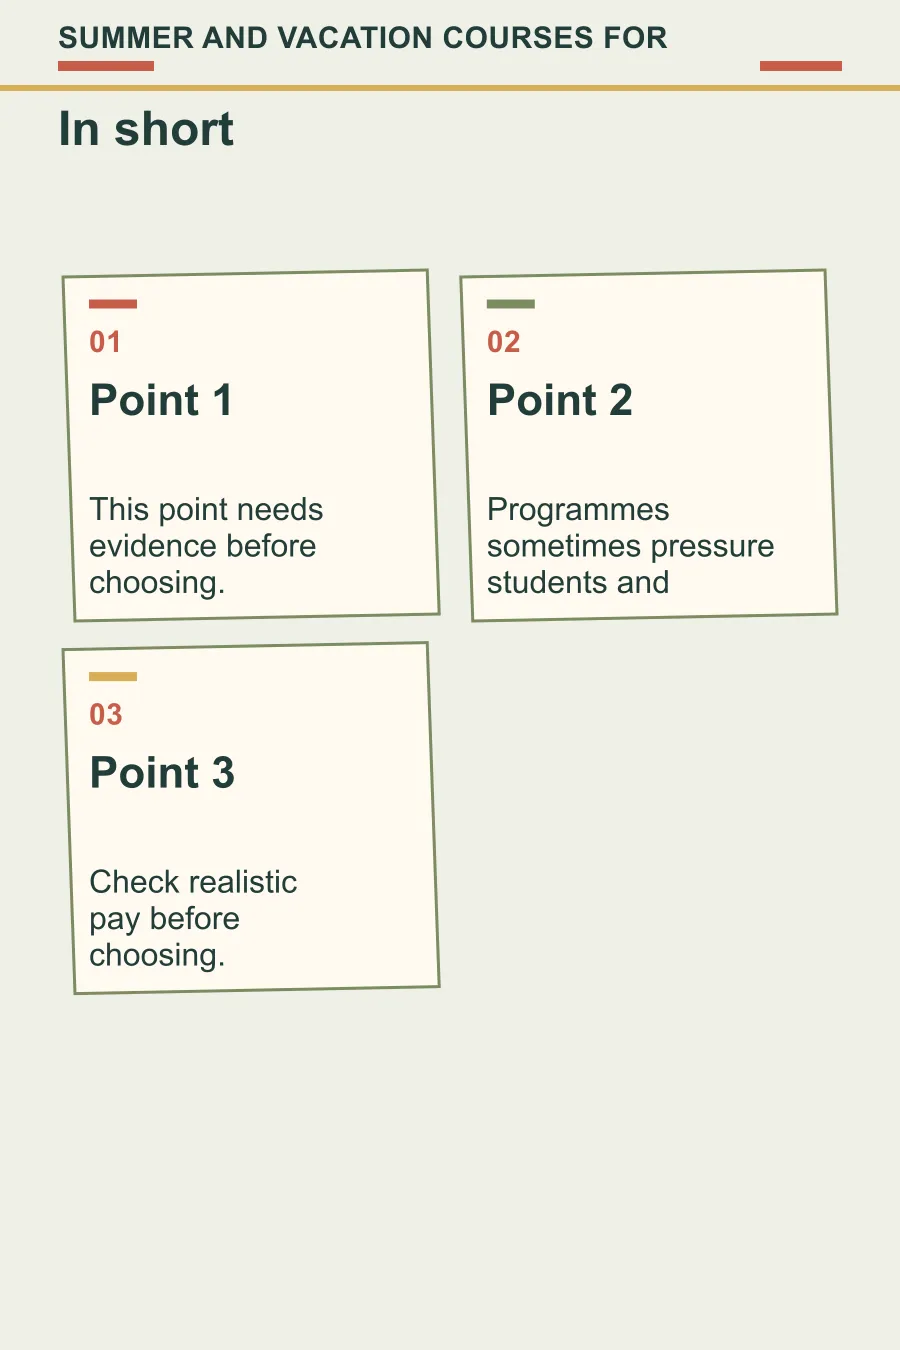 SUMMER AND VACATION COURSES FOR
In short
01
Point 1
This point needs
evidence before
choosing.
02
Point 2
Programmes
sometimes pressure
students and
03
Point 3
Check realistic
pay before
choosing.